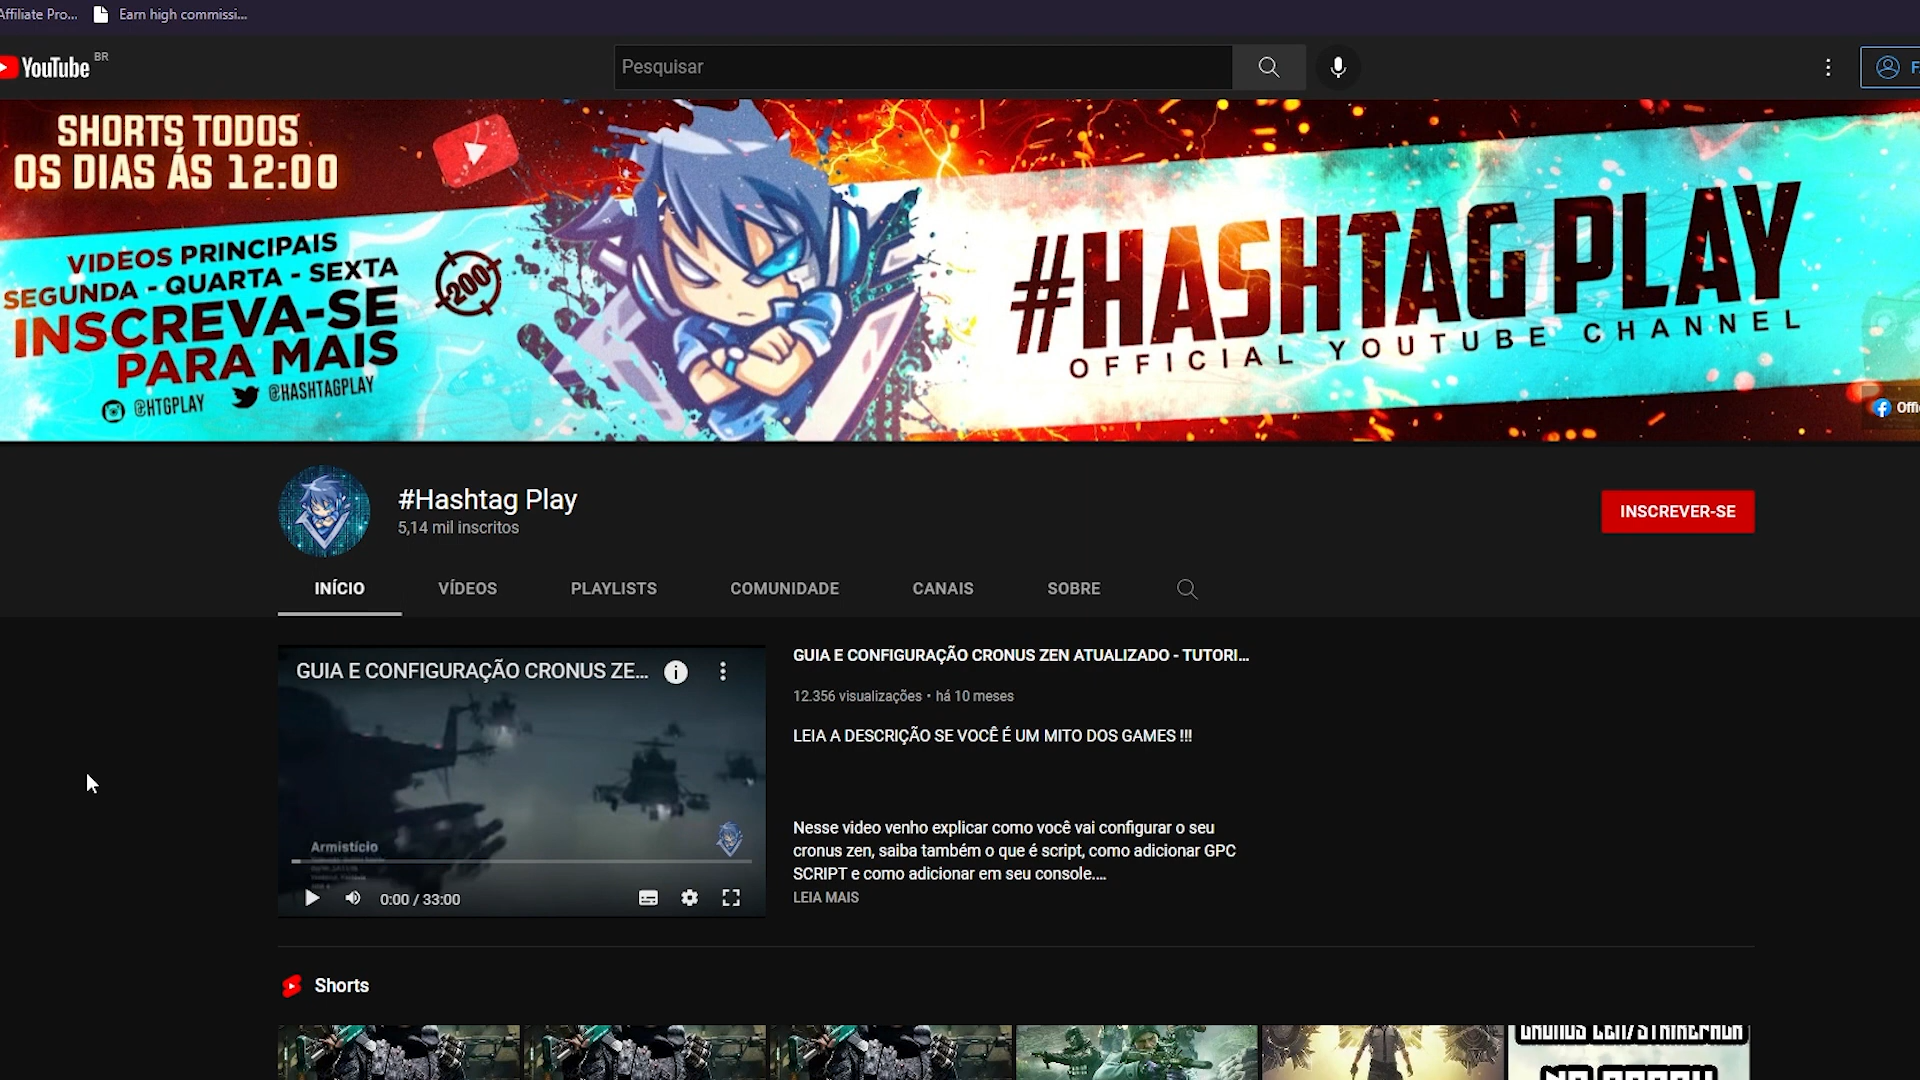 Affiliate Pro...
Earn high commissi...
YouTube BR
Pesquisar
SHORTS TODOS
OS DIAS ÁS 12:00
VIDEOS PRINCIPAIS
SEGUNDA - QUARTA - SEXTA
INSCREVA-SE
PARA MAIS
@HTGPLAY
@HASHTAGPLAY
200
#HASHTAG PLAY
OFFICIAL YOUTUBE CHANNEL
#Hashtag Play
5,14 mil inscritos
INSCREVER-SE
INÍCIO
VÍDEOS
PLAYLISTS
COMUNIDADE
CANAIS
SOBRE
GUIA E CONFIGURAÇÃO CRONUS ZE...
Armistício
0:00 / 33:00
GUIA E CONFIGURAÇÃO CRONUS ZEN ATUALIZADO - TUTORI...
12.356 visualizações • há 10 meses
LEIA A DESCRIÇÃO SE VOCÊ É UM MITO DOS GAMES !!!
Nesse video venho explicar como você vai configurar o seu
cronus zen, saiba também o que é script, como adicionar GPC
SCRIPT e como adicionar em seu console....
LEIA MAIS
Shorts
CRONUS ZEN/STRIKEPACK